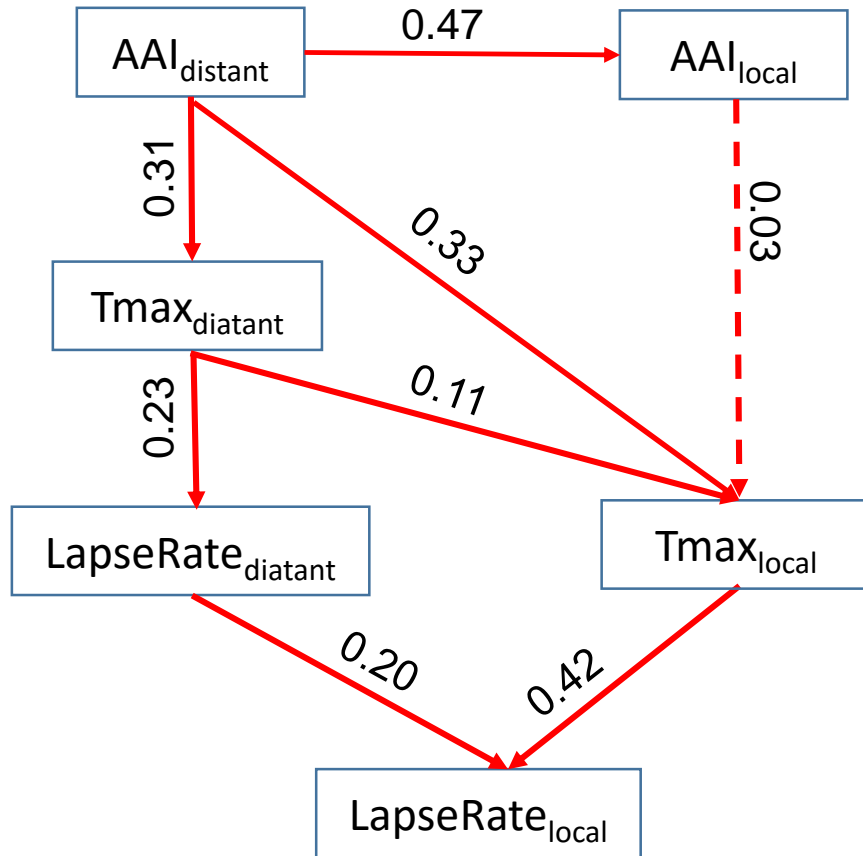 0.47
AAIdistant
AAIlocal
0.31
0.33
0.03
Tmaxdiatant
0.11
0.23
LapseRatediatant
Tmaxlocal
0.20
0.42
LapseRatelocal